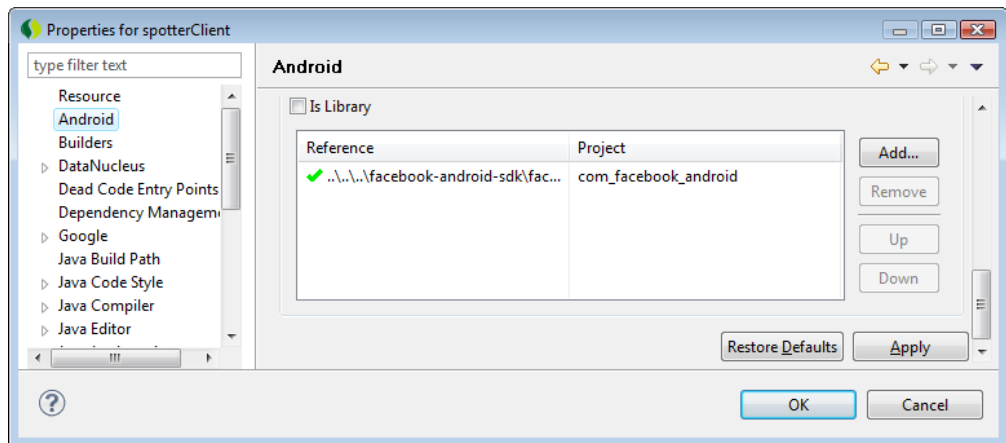 Properties for spotterClient
type filter text
Resource
Android
Builders
DataNucleus
Dead Code Entry Points
Dependency Managem
Google
Java Build Path
Java Code Style
Java Compiler
Java Editor
Android
Is Library
Reference Project
..\..\..\facebook-android-sdk\fac... com_facebook_android
Add...
Remove
Up
Down
Restore Defaults Apply
OK Cancel